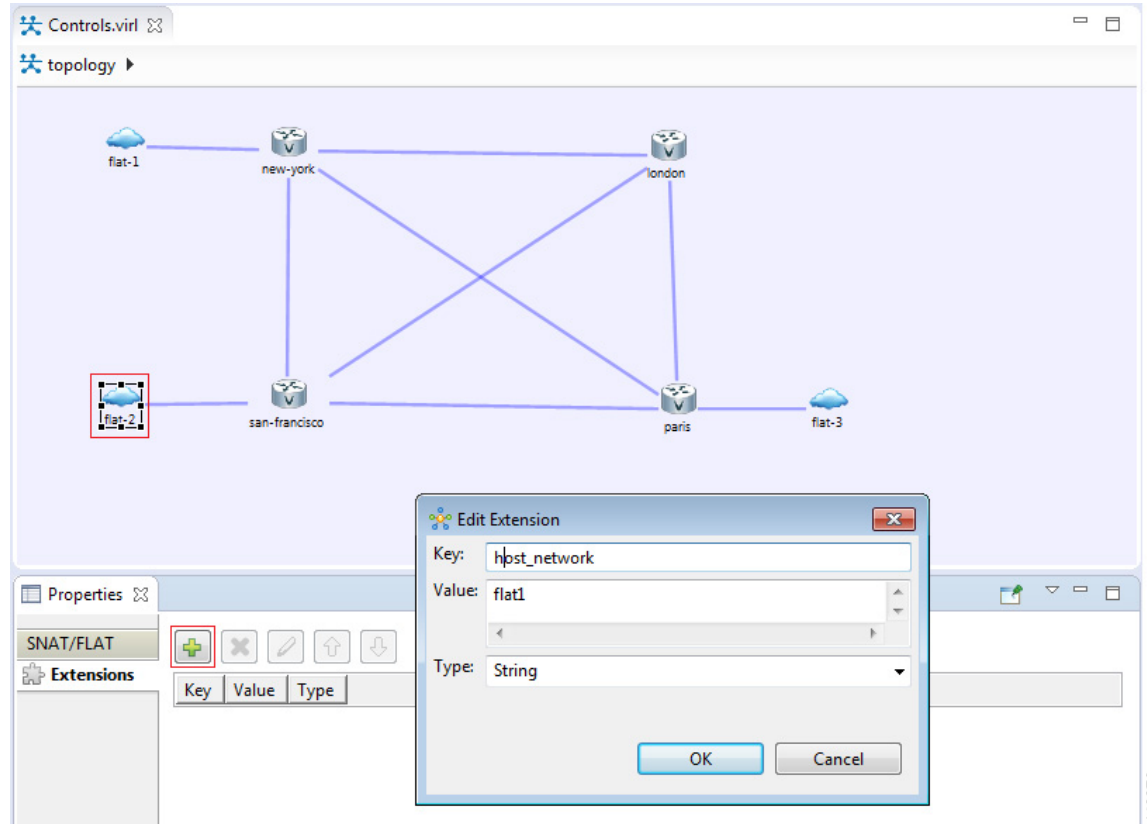 Controls.virl
topology
flat-1
new-york
london
flat-2
san-francisco
paris
flat-3
Edit Extension
Key: host_network
Value: flat1
Type: String
OK Cancel
Properties
SNAT/FLAT
Extensions
Key Value Type